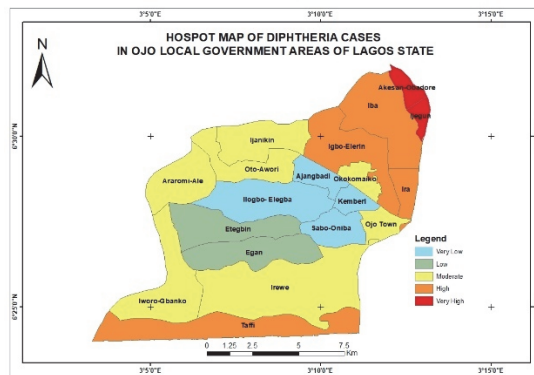 HOSPOT MAP OF DIPHTHERIA CASES
IN OJO LOCAL GOVERNMENT AREAS OF LAGOS STATE
3°5'0"E 3°10'0"E 3°15'0"E
N
Iba
Ijanikin
Igbo-Elerin
Oto-Awori
Ajangbadi
Okokomaiko
Araromi-Ale
Ira
Ilogbo- Elegba
Kemberi
Etegbin
Sabo-Oniba
Ojo Town
Egan
Irewe
Iworo-Gbanko
Taffi
6°30'0"N
6°25'0"N
6°30'0"N
6°25'0"N
Legend
Very Low
Low
Moderate
High
Very High
0 1.25 2.5 5 7.5
Km
3°5'0"E 3°10'0"E 3°15'0"E